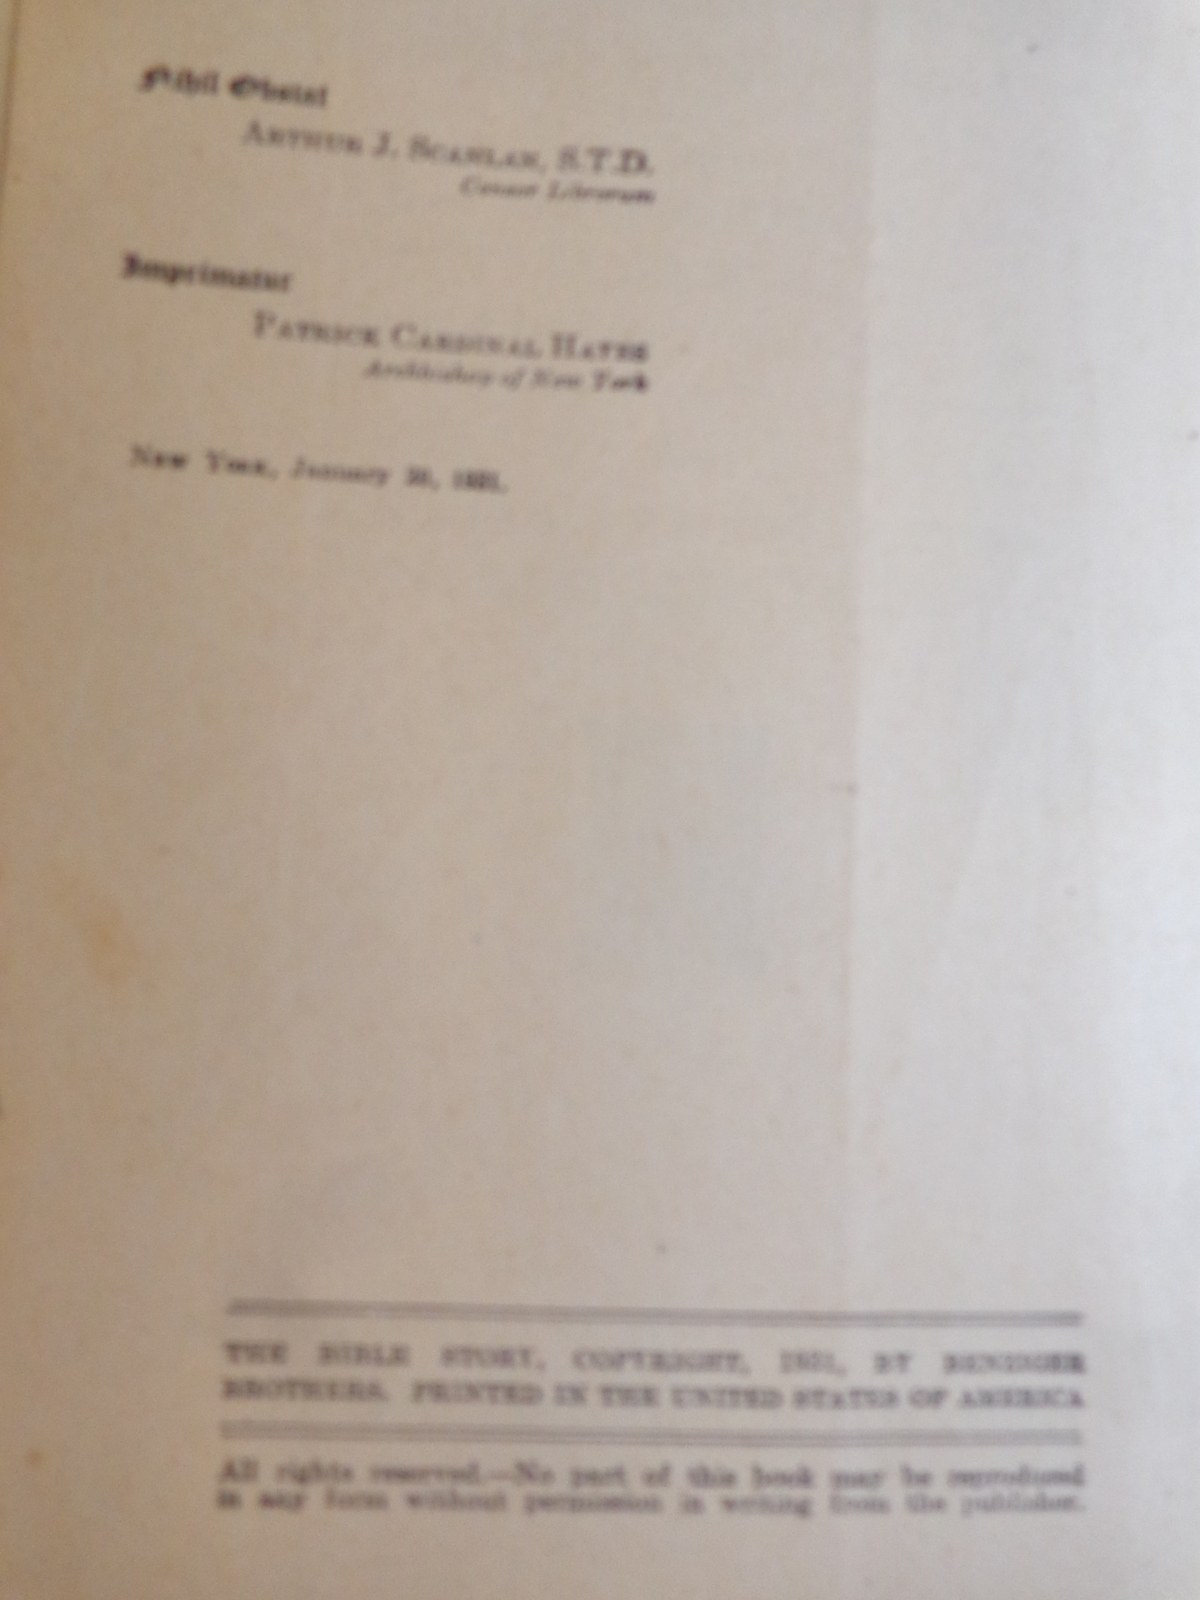 Nihil Obstat
ARTHUR J. SCANLAN, S.T.D.
Censor Librorum
Imprimatur
PATRICK CARDINAL HAYES
Archbishop of New York
New York, January
THE BIBLE STORY, COPYRIGHT, 1931, BY BENZIGER
BROTHERS. PRINTED IN THE UNITED STATES OF AMERICA
All rights reserved.—No part of this book may be reproduced
in any form without permission in writing from the publisher.